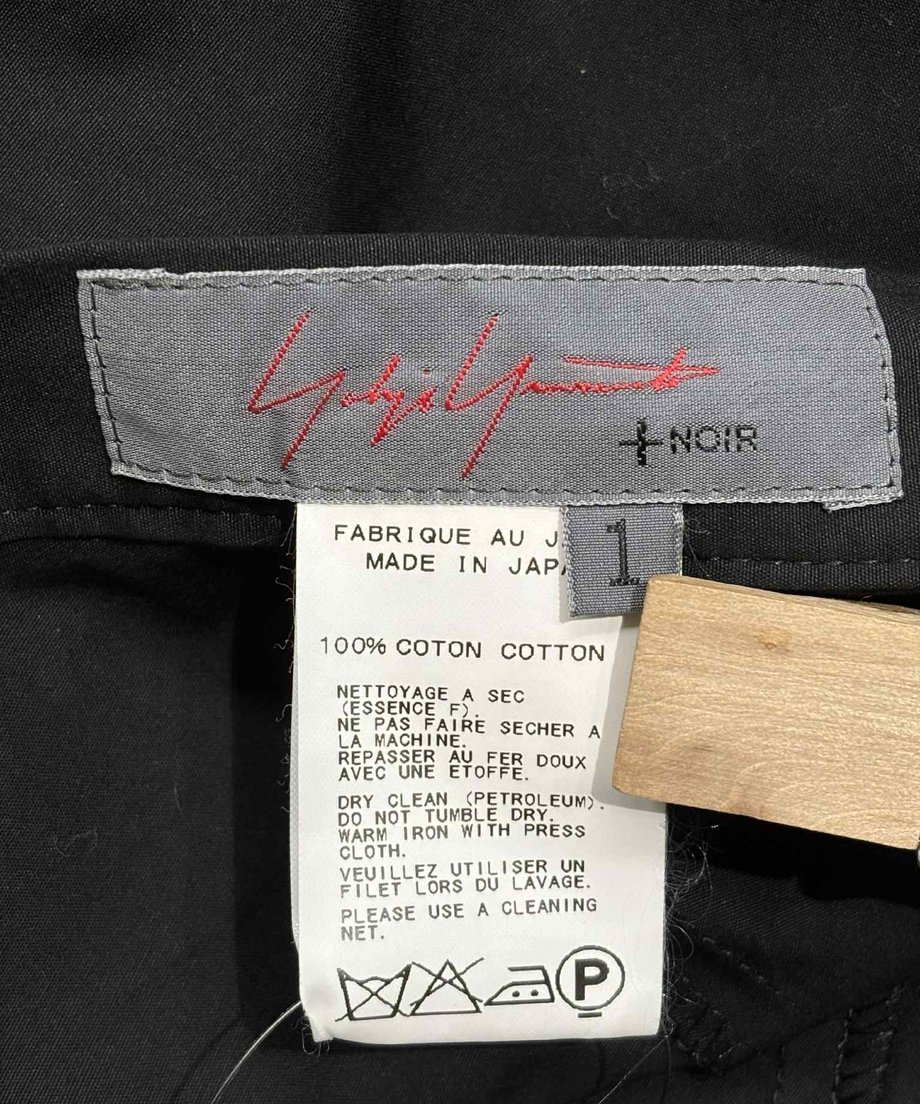 Yohji Yamamoto
+NOIR
1
FABRIQUE AU J
MADE IN JAPA
100% COTON COTTON
NETTOYAGE A SEC
(ESSENCE F).
NE PAS FAIRE SECHER A
LA MACHINE.
REPASSER AU FER DOUX
AVEC UNE ETOFFE.
DRY CLEAN (PETROLEUM).
DO NOT TUMBLE DRY.
WARM IRON WITH PRESS
CLOTH.
VEUILLEZ UTILISER UN
FILET LORS DU LAVAGE.
PLEASE USE A CLEANING
NET.
P